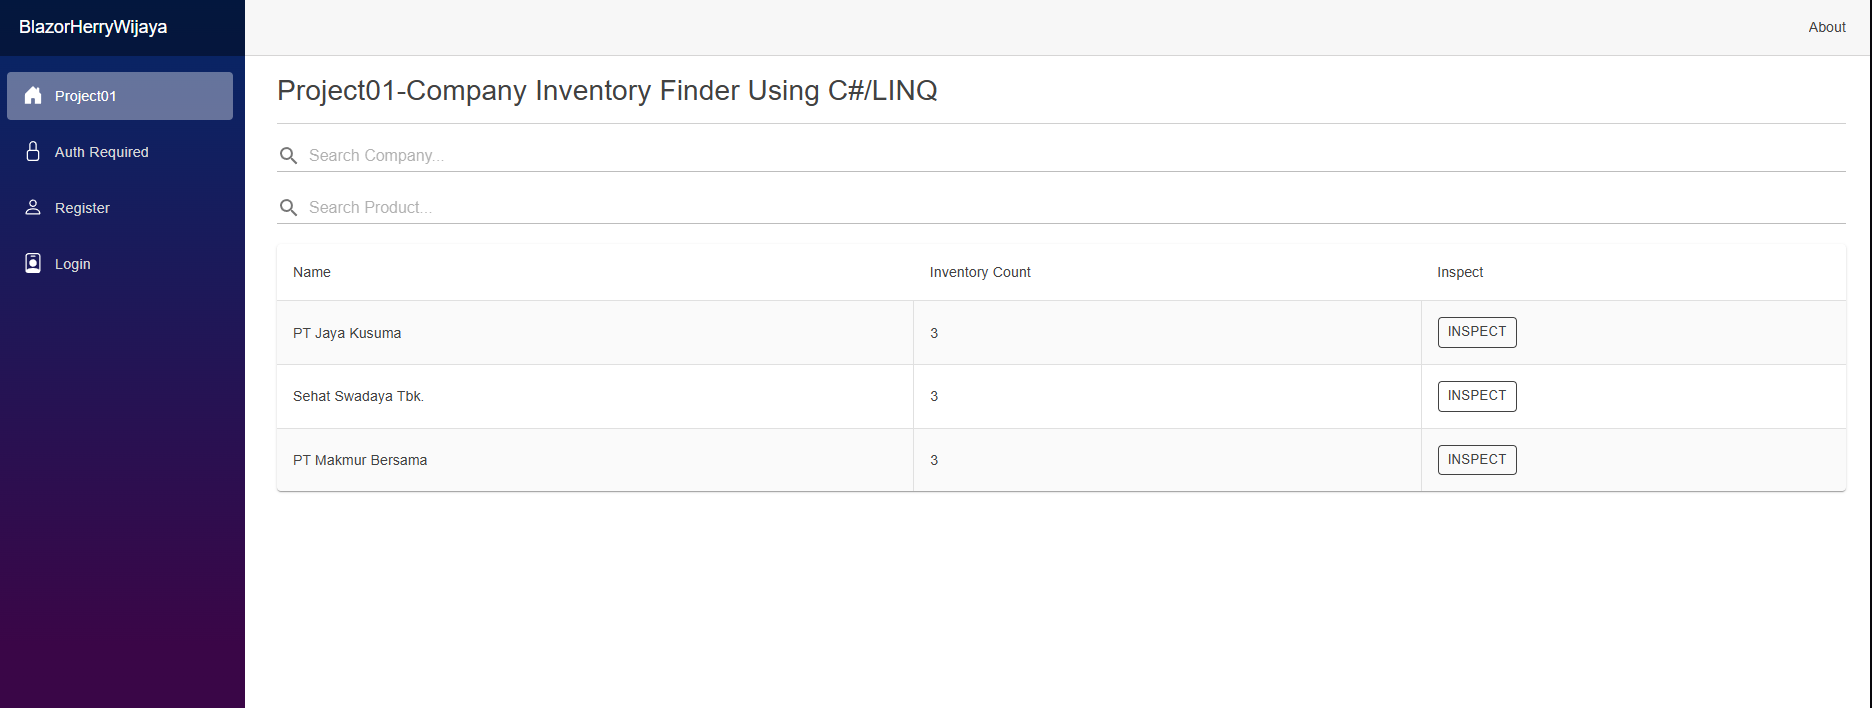 BlazorHerryWijaya
About
Project01
Auth Required
Register
Login
Project01-Company Inventory Finder Using C#/LINQ
Search Company...
Search Product...
Name Inventory Count Inspect
PT Jaya Kusuma 3 INSPECT
Sehat Swadaya Tbk. 3 INSPECT
PT Makmur Bersama 3 INSPECT